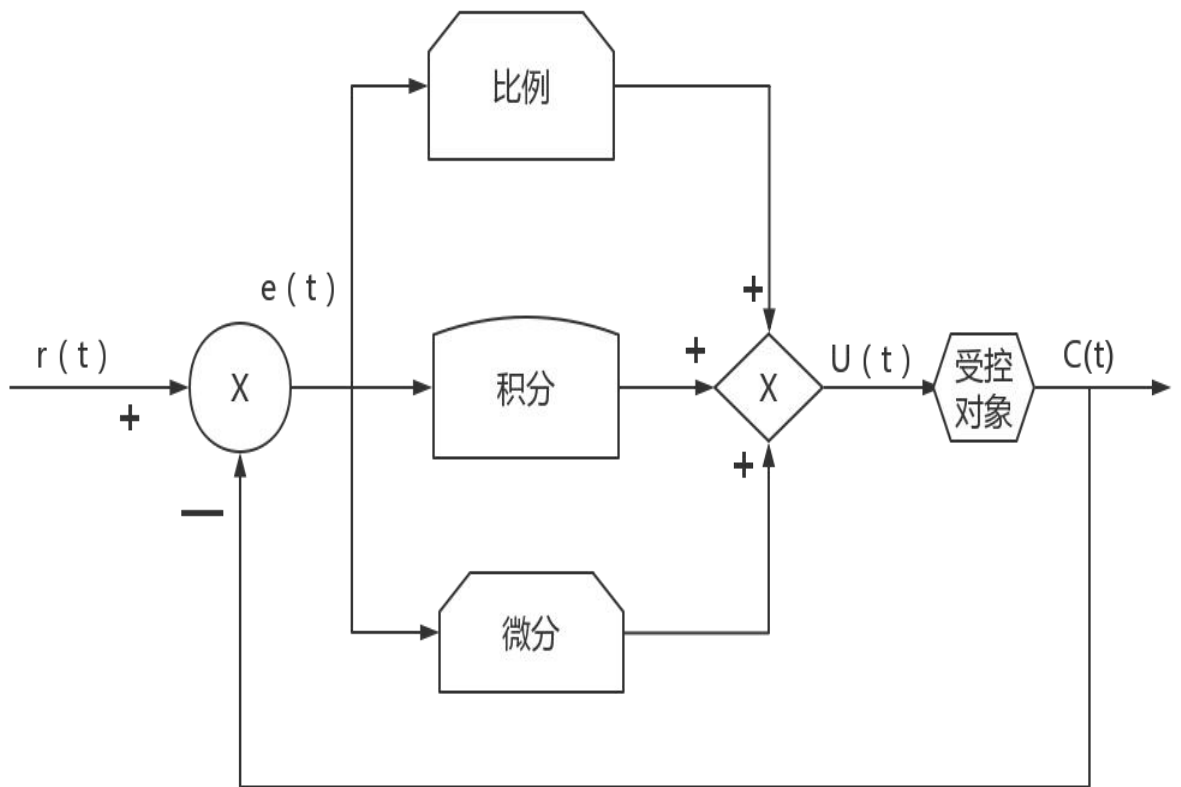 比例
e ( t )
+
r ( t )
+
X
积分
+
X
U ( t )
受控
对象
C(t)
+
—
微分